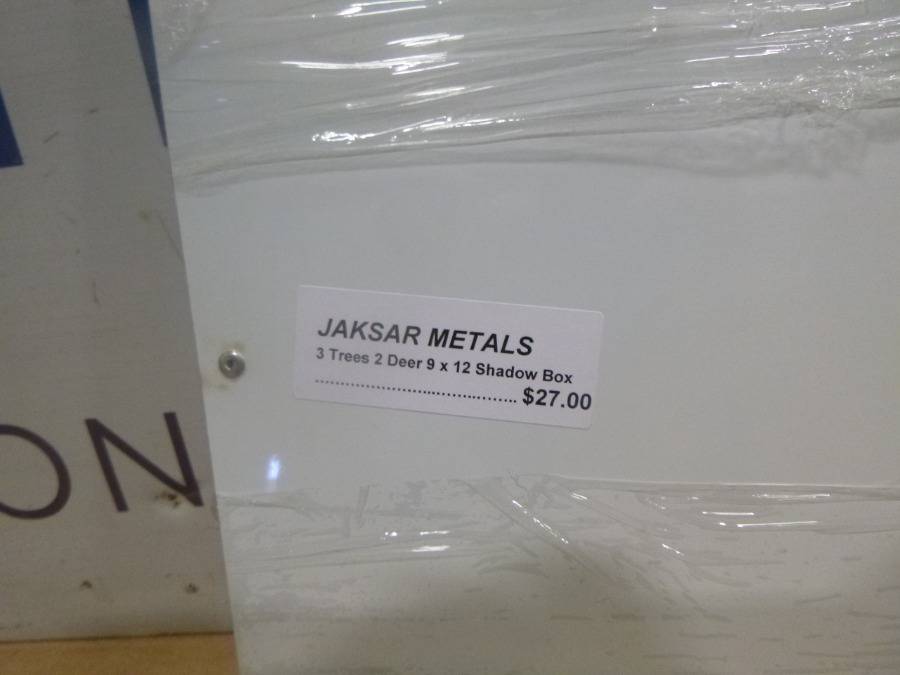 JAKSAR METALS
3 Trees 2 Deer 9 x 12 Shadow Box
.................................... $27.00
ON